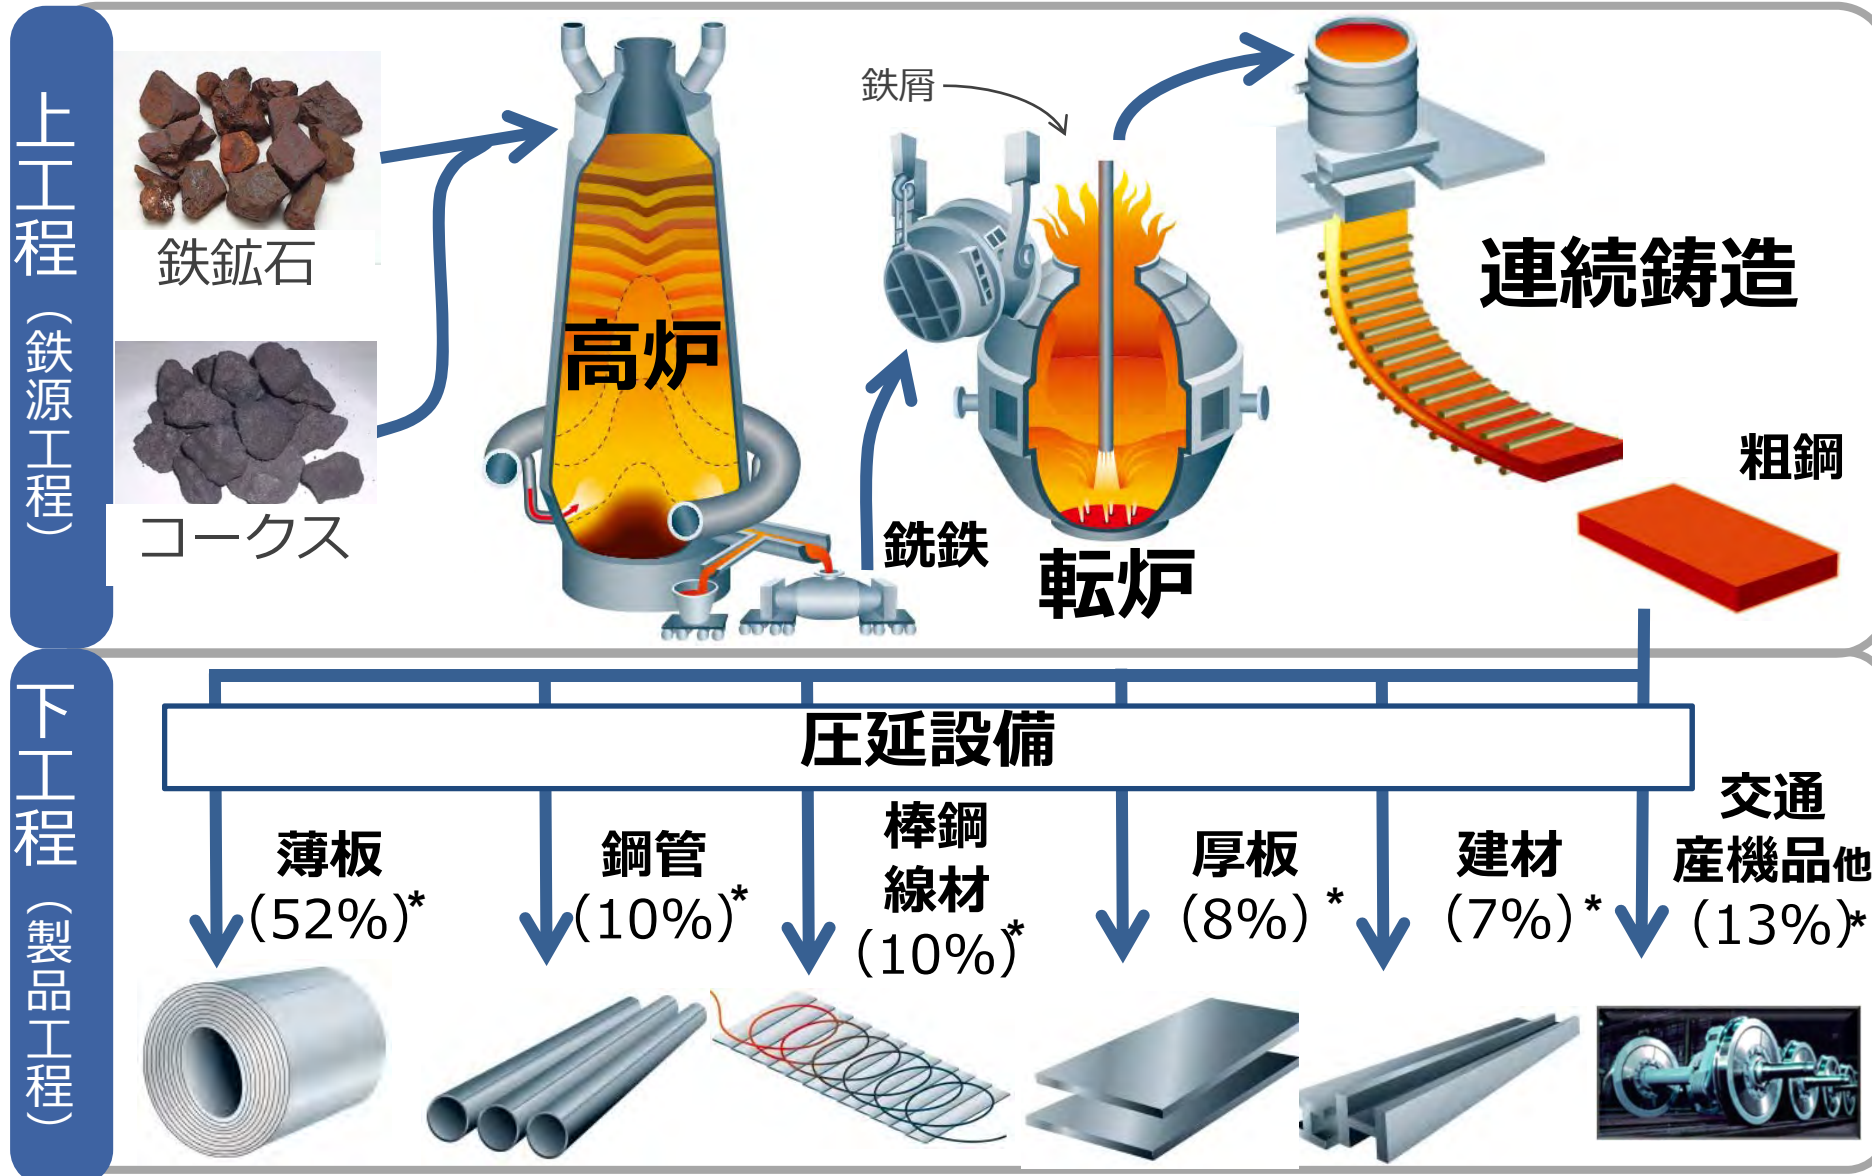 上工程（鉄源工程）
鉄鉱石
コークス
高炉
銑鉄
鉄屑
転炉
連続鋳造
粗鋼
下工程（製品工程）
圧延設備
薄板
(52%)*
鋼管
(10%)*
棒鋼
線材
(10%)*
厚板
(8%)*
建材
(7%)*
交通
産機品他
(13%)*